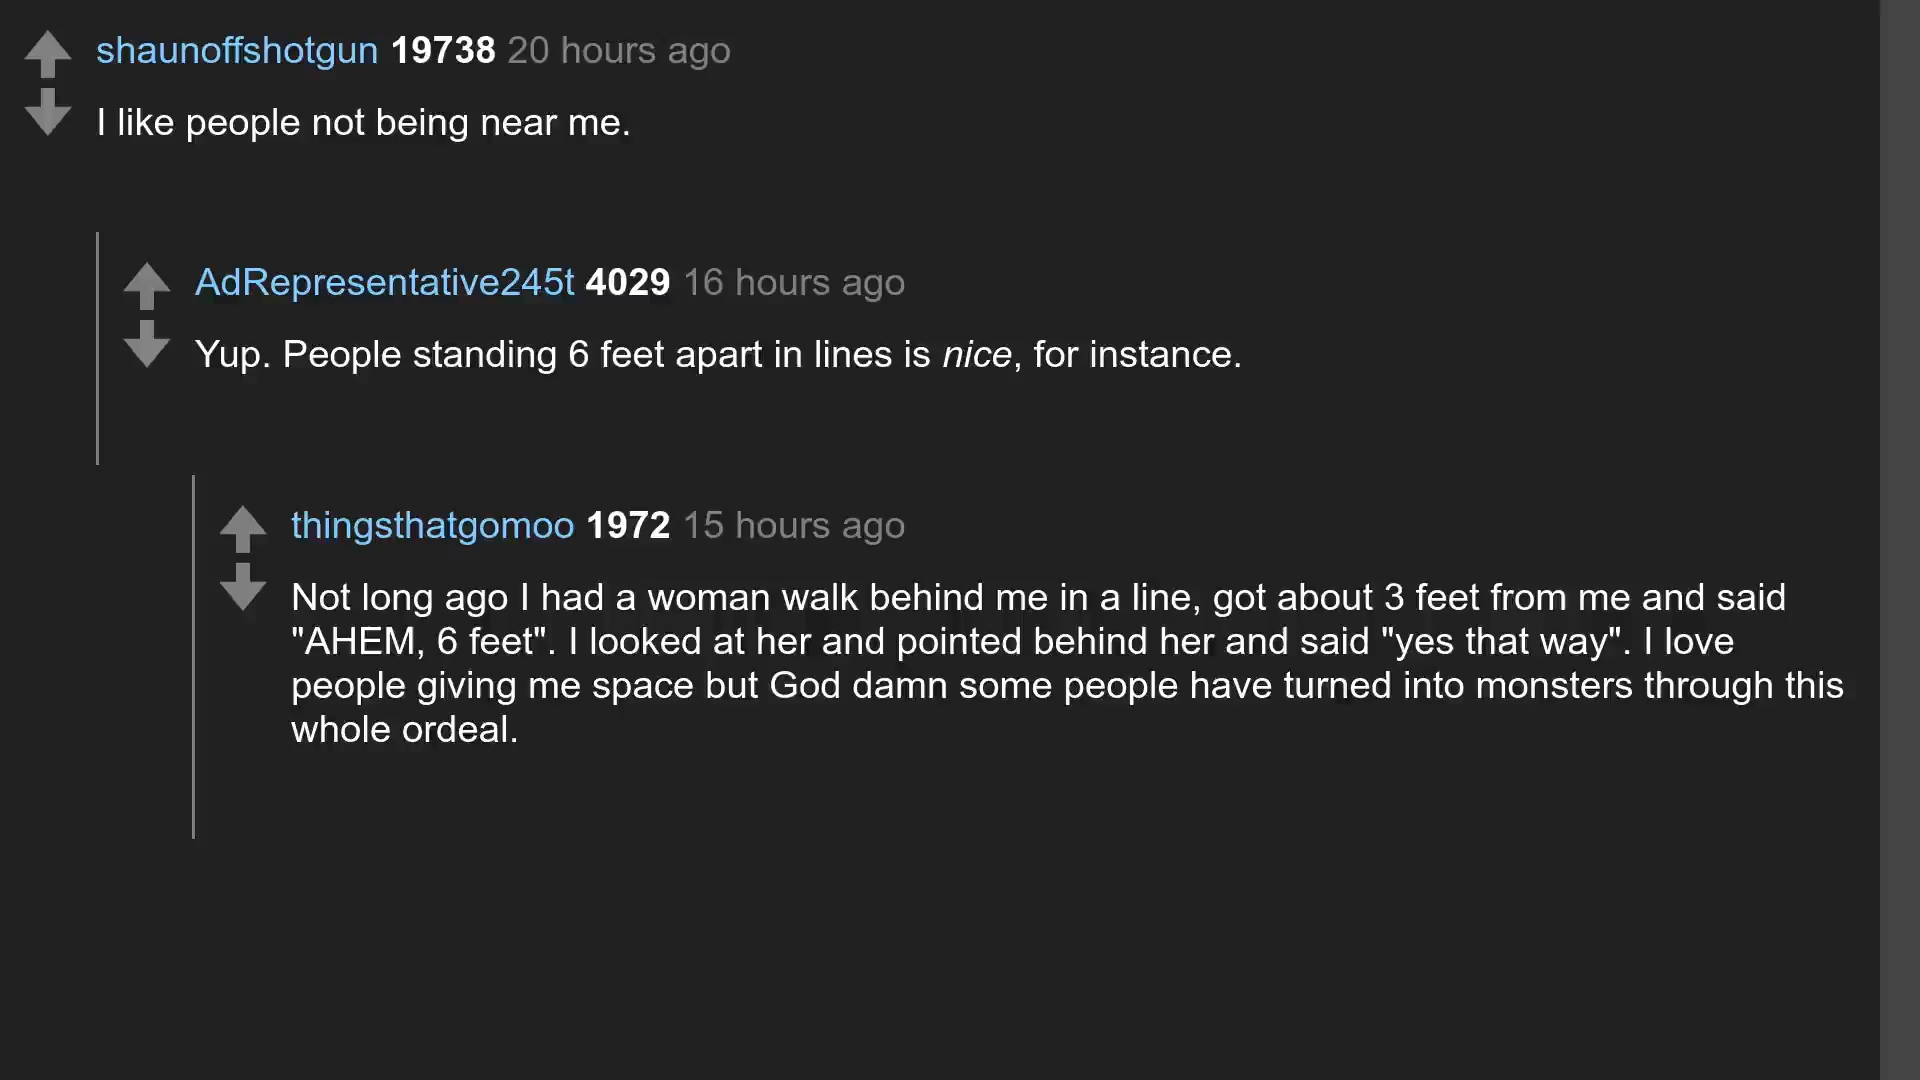 shaunoffshotgun 19738 20 hours ago
I like people not being near me.
AdRepresentative245t 4029 16 hours ago
Yup. People standing 6 feet apart in lines is nice, for instance.
thingsthatgomoo 1972 15 hours ago
Not long ago I had a woman walk behind me in a line, got about 3 feet from me and said
"AHEM, 6 feet". I looked at her and pointed behind her and said "yes that way". I love
people giving me space but God damn some people have turned into monsters through this
whole ordeal.